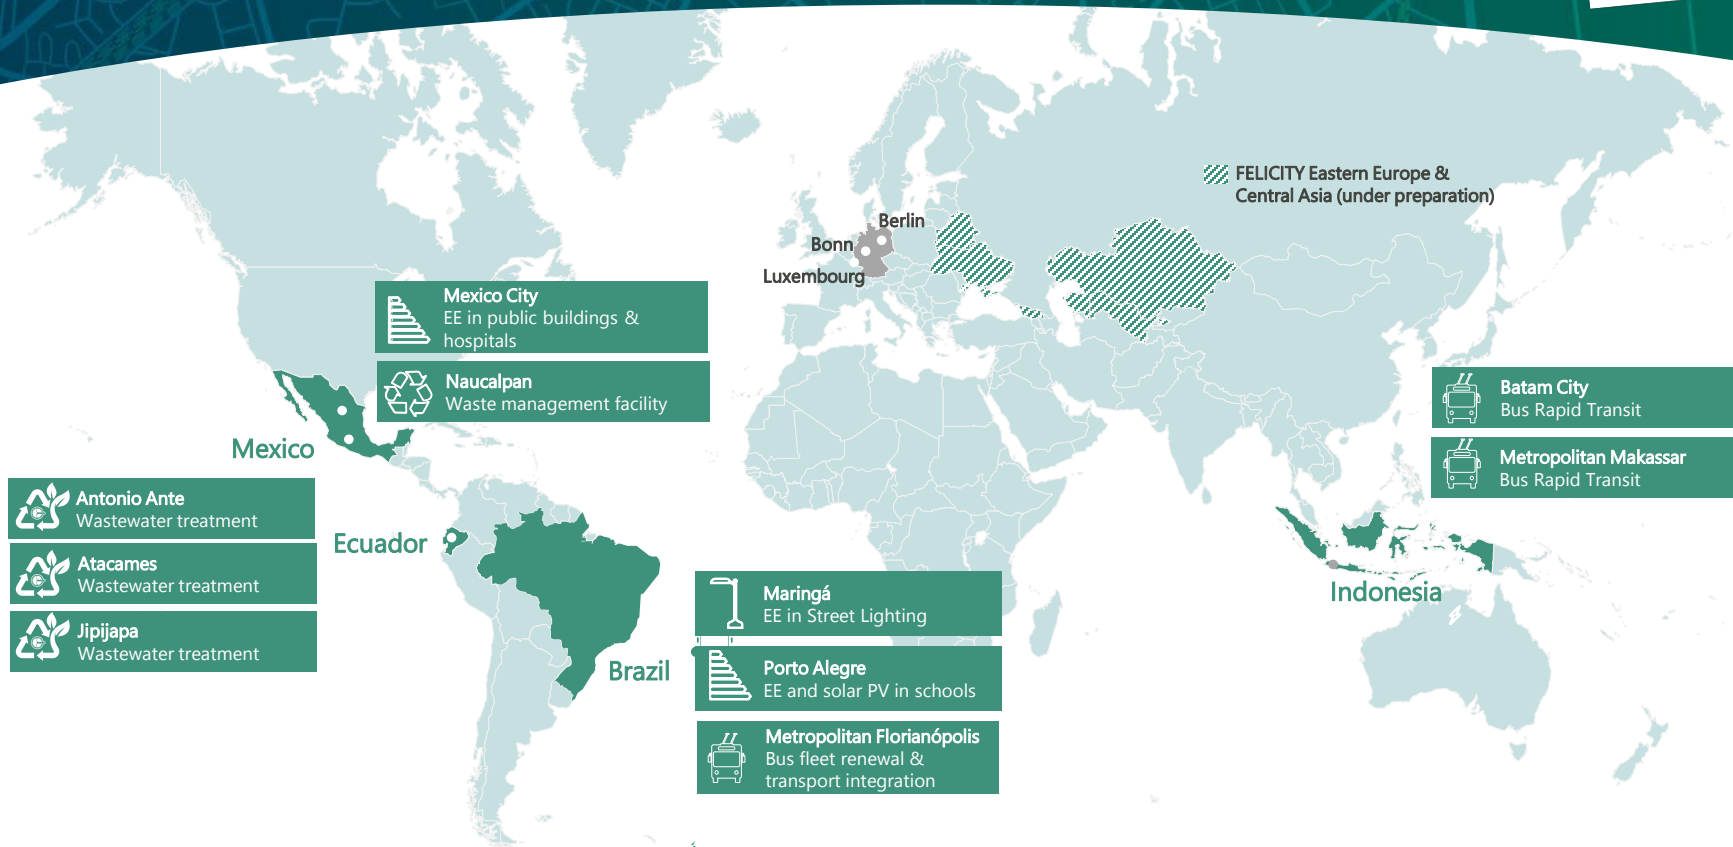 FELICITY Eastern Europe &
Central Asia (under preparation)
Berlin
Bonn
Luxembourg
Mexico City
EE in public buildings &
hospitals
Naucalpan
Waste management facility
Mexico
Batam City
Bus Rapid Transit
Metropolitan Makassar
Bus Rapid Transit
Antonio Ante
Wastewater treatment
Atacames
Wastewater treatment
Jipijapa
Wastewater treatment
Ecuador
Indonesia
Maringá
EE in Street Lighting
Brazil
Porto Alegre
EE and solar PV in schools
Metropolitan Florianópolis
Bus fleet renewal &
transport integration